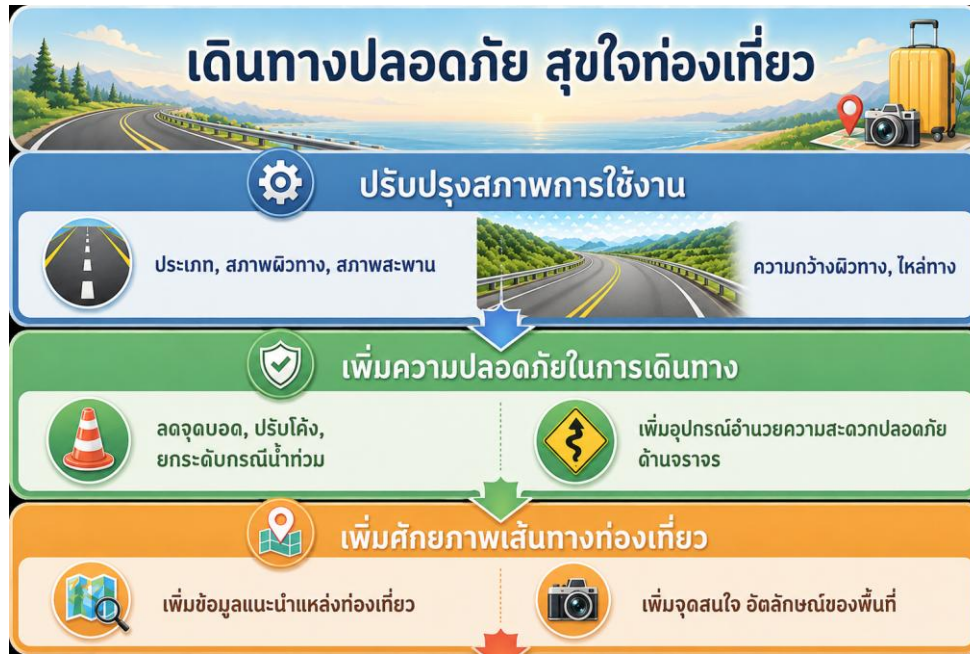 เดินทางปลอดภัย สุขใจท่องเที่ยว
ปรับปรุงสภาพการใช้งาน
ประเภท, สภาพผิวทาง, สภาพสะพาน
ความกว้างผิวทาง, ไหล่ทาง
เพิ่มความปลอดภัยในการเดินทาง
ลดจุดบอด, ปรับโค้ง,
ยกระดับกรณีน้ำท่วม
เพิ่มอุปกรณ์อำนวยความสะดวกปลอดภัย
ด้านจราจร
เพิ่มศักยภาพเส้นทางท่องเที่ยว
เพิ่มข้อมูลแนะนำแหล่งท่องเที่ยว
เพิ่มจุดสนใจ อัตลักษณ์ของพื้นที่